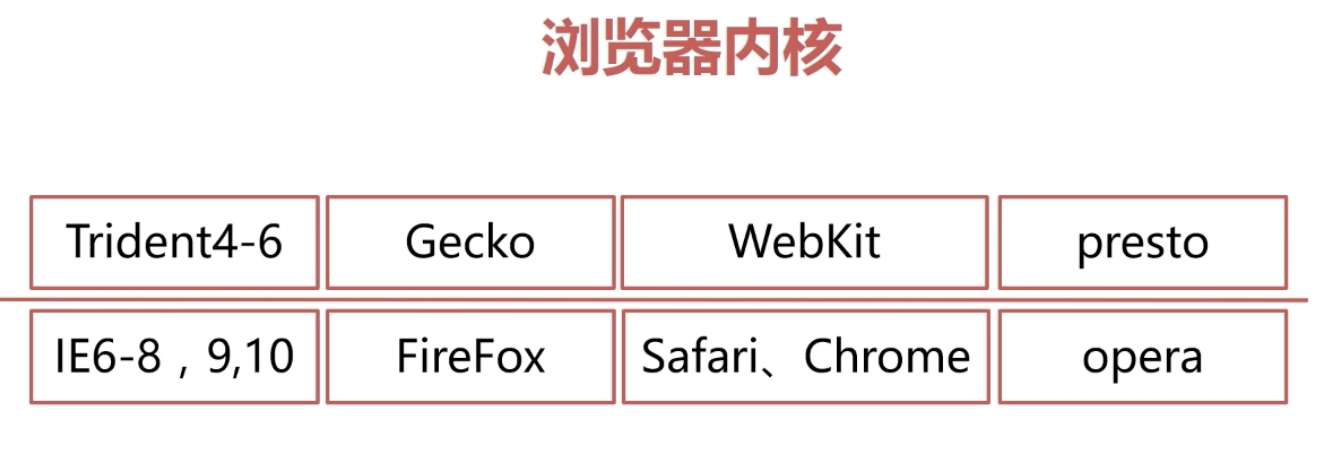 浏览器内核
Trident4-6 Gecko WebKit presto
IE6-8，9,10 FireFox Safari、Chrome opera